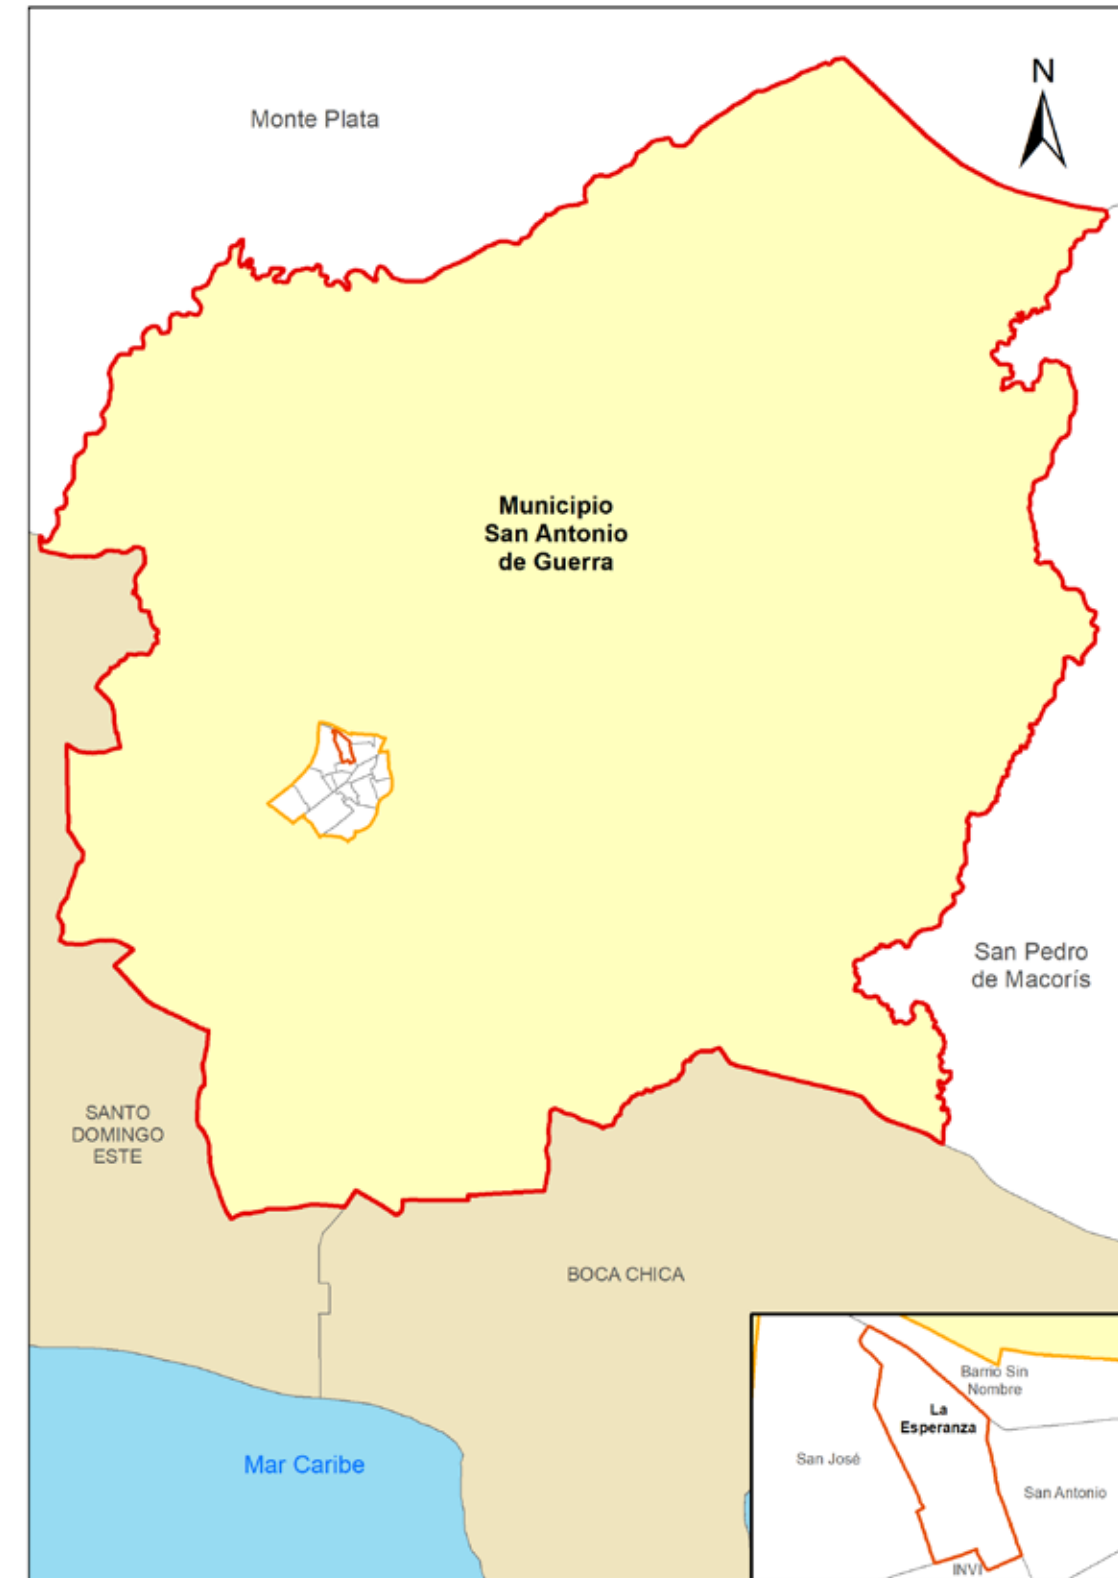 N
Monte Plata
Municipio
San Antonio
de Guerra
San Pedro
de Macorís
SANTO
DOMINGO
ESTE
BOCA CHICA
Mar Caribe
Barrio Sin
Nombre
La
Esperanza
San José
San Antonio
INVI